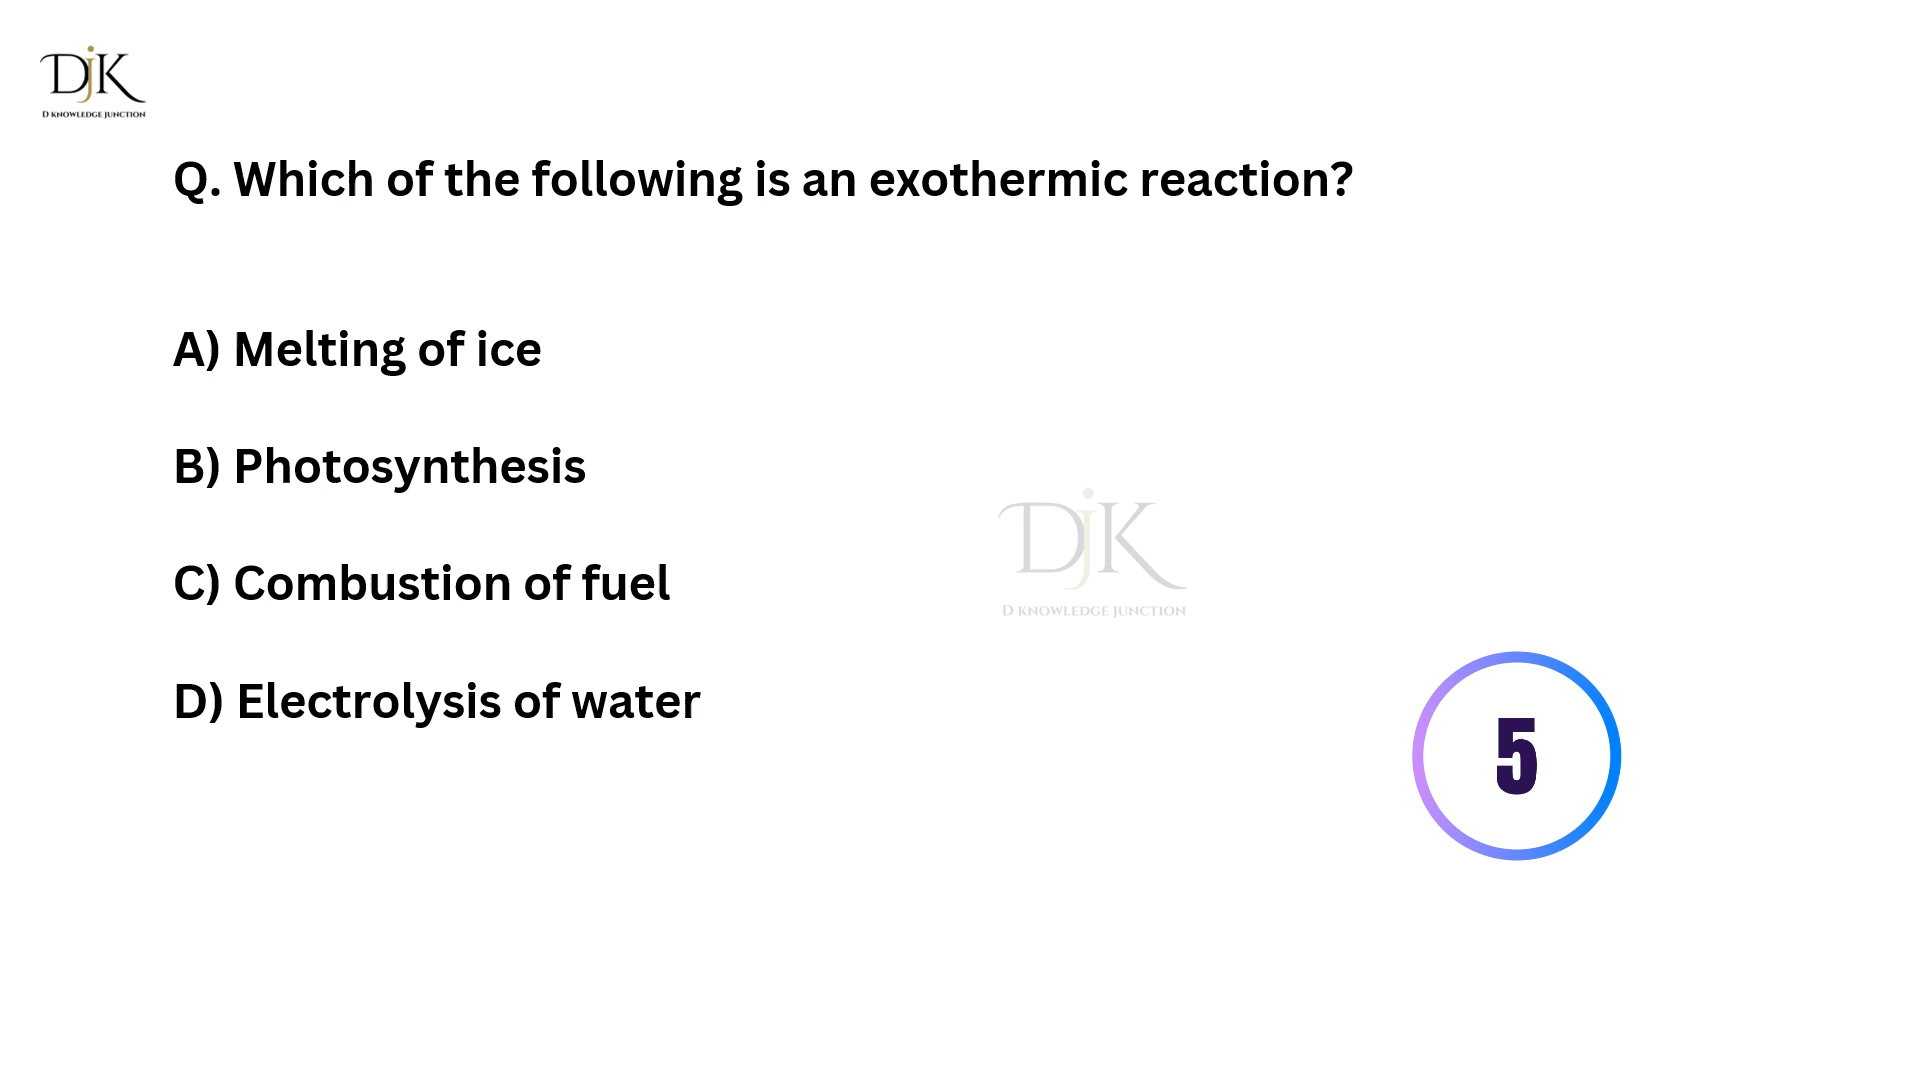 DjK
D KNOWLEDGE JUNCTION
Q. Which of the following is an exothermic reaction?
A) Melting of ice
B) Photosynthesis
C) Combustion of fuel
D) Electrolysis of water
DjK
D KNOWLEDGE JUNCTION
5